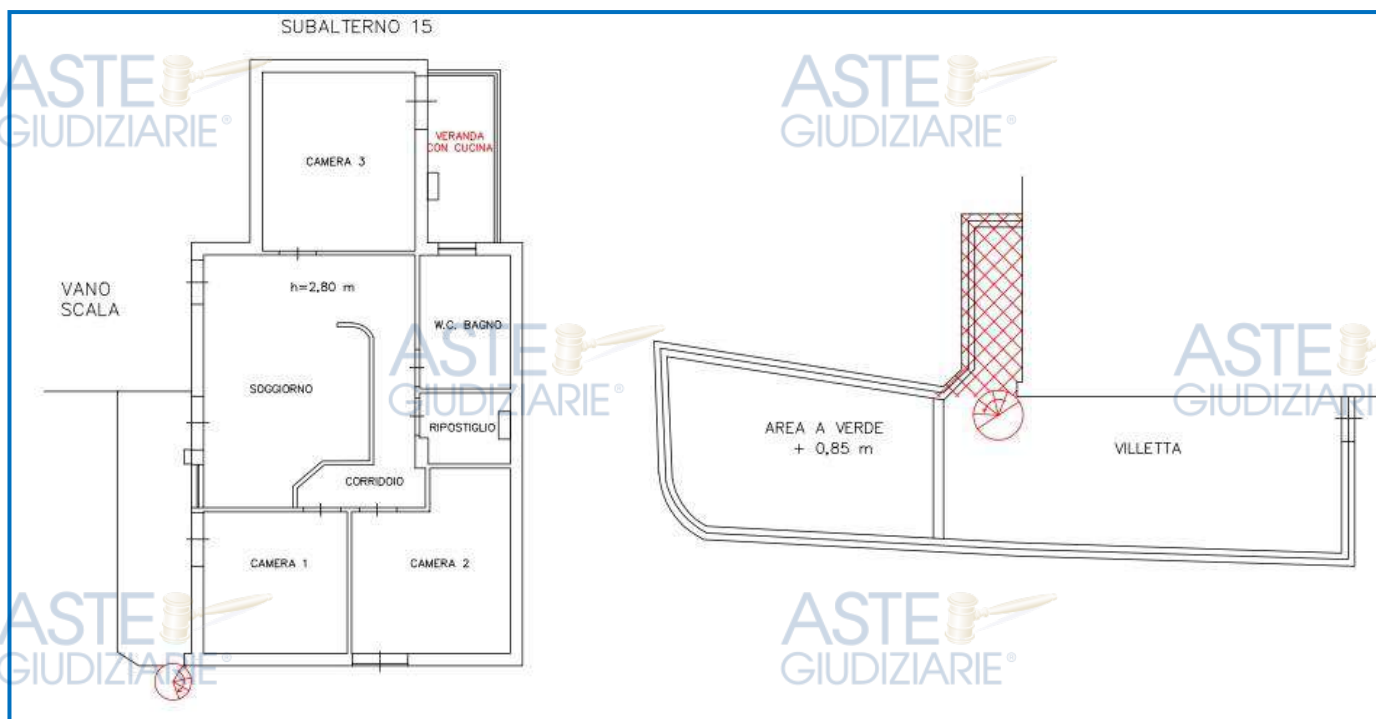 SUBALTERNO 15
ASTE
GIUDIZIARIE®
ASTE
GIUDIZIARIE®
VERANDA
CON CUCINA
CAMERA 3
VANO
SCALA
h=2,80 m
W.C. BAGNO
ASTE
GIUDIZIARIE®
ASTE
GIUDIZIARIE
SOGGIORNO
RIPOSTIGLIO
AREA A VERDE
+ 0,85 m
VILLETTA
CORRIDOIO
CAMERA 1
CAMERA 2
ASTE
GIUDIZIARIE
ASTE
GIUDIZIARIE®